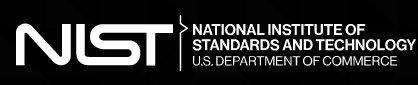 NIST
NATIONAL INSTITUTE OF
STANDARDS AND TECHNOLOGY
U.S. DEPARTMENT OF COMMERCE